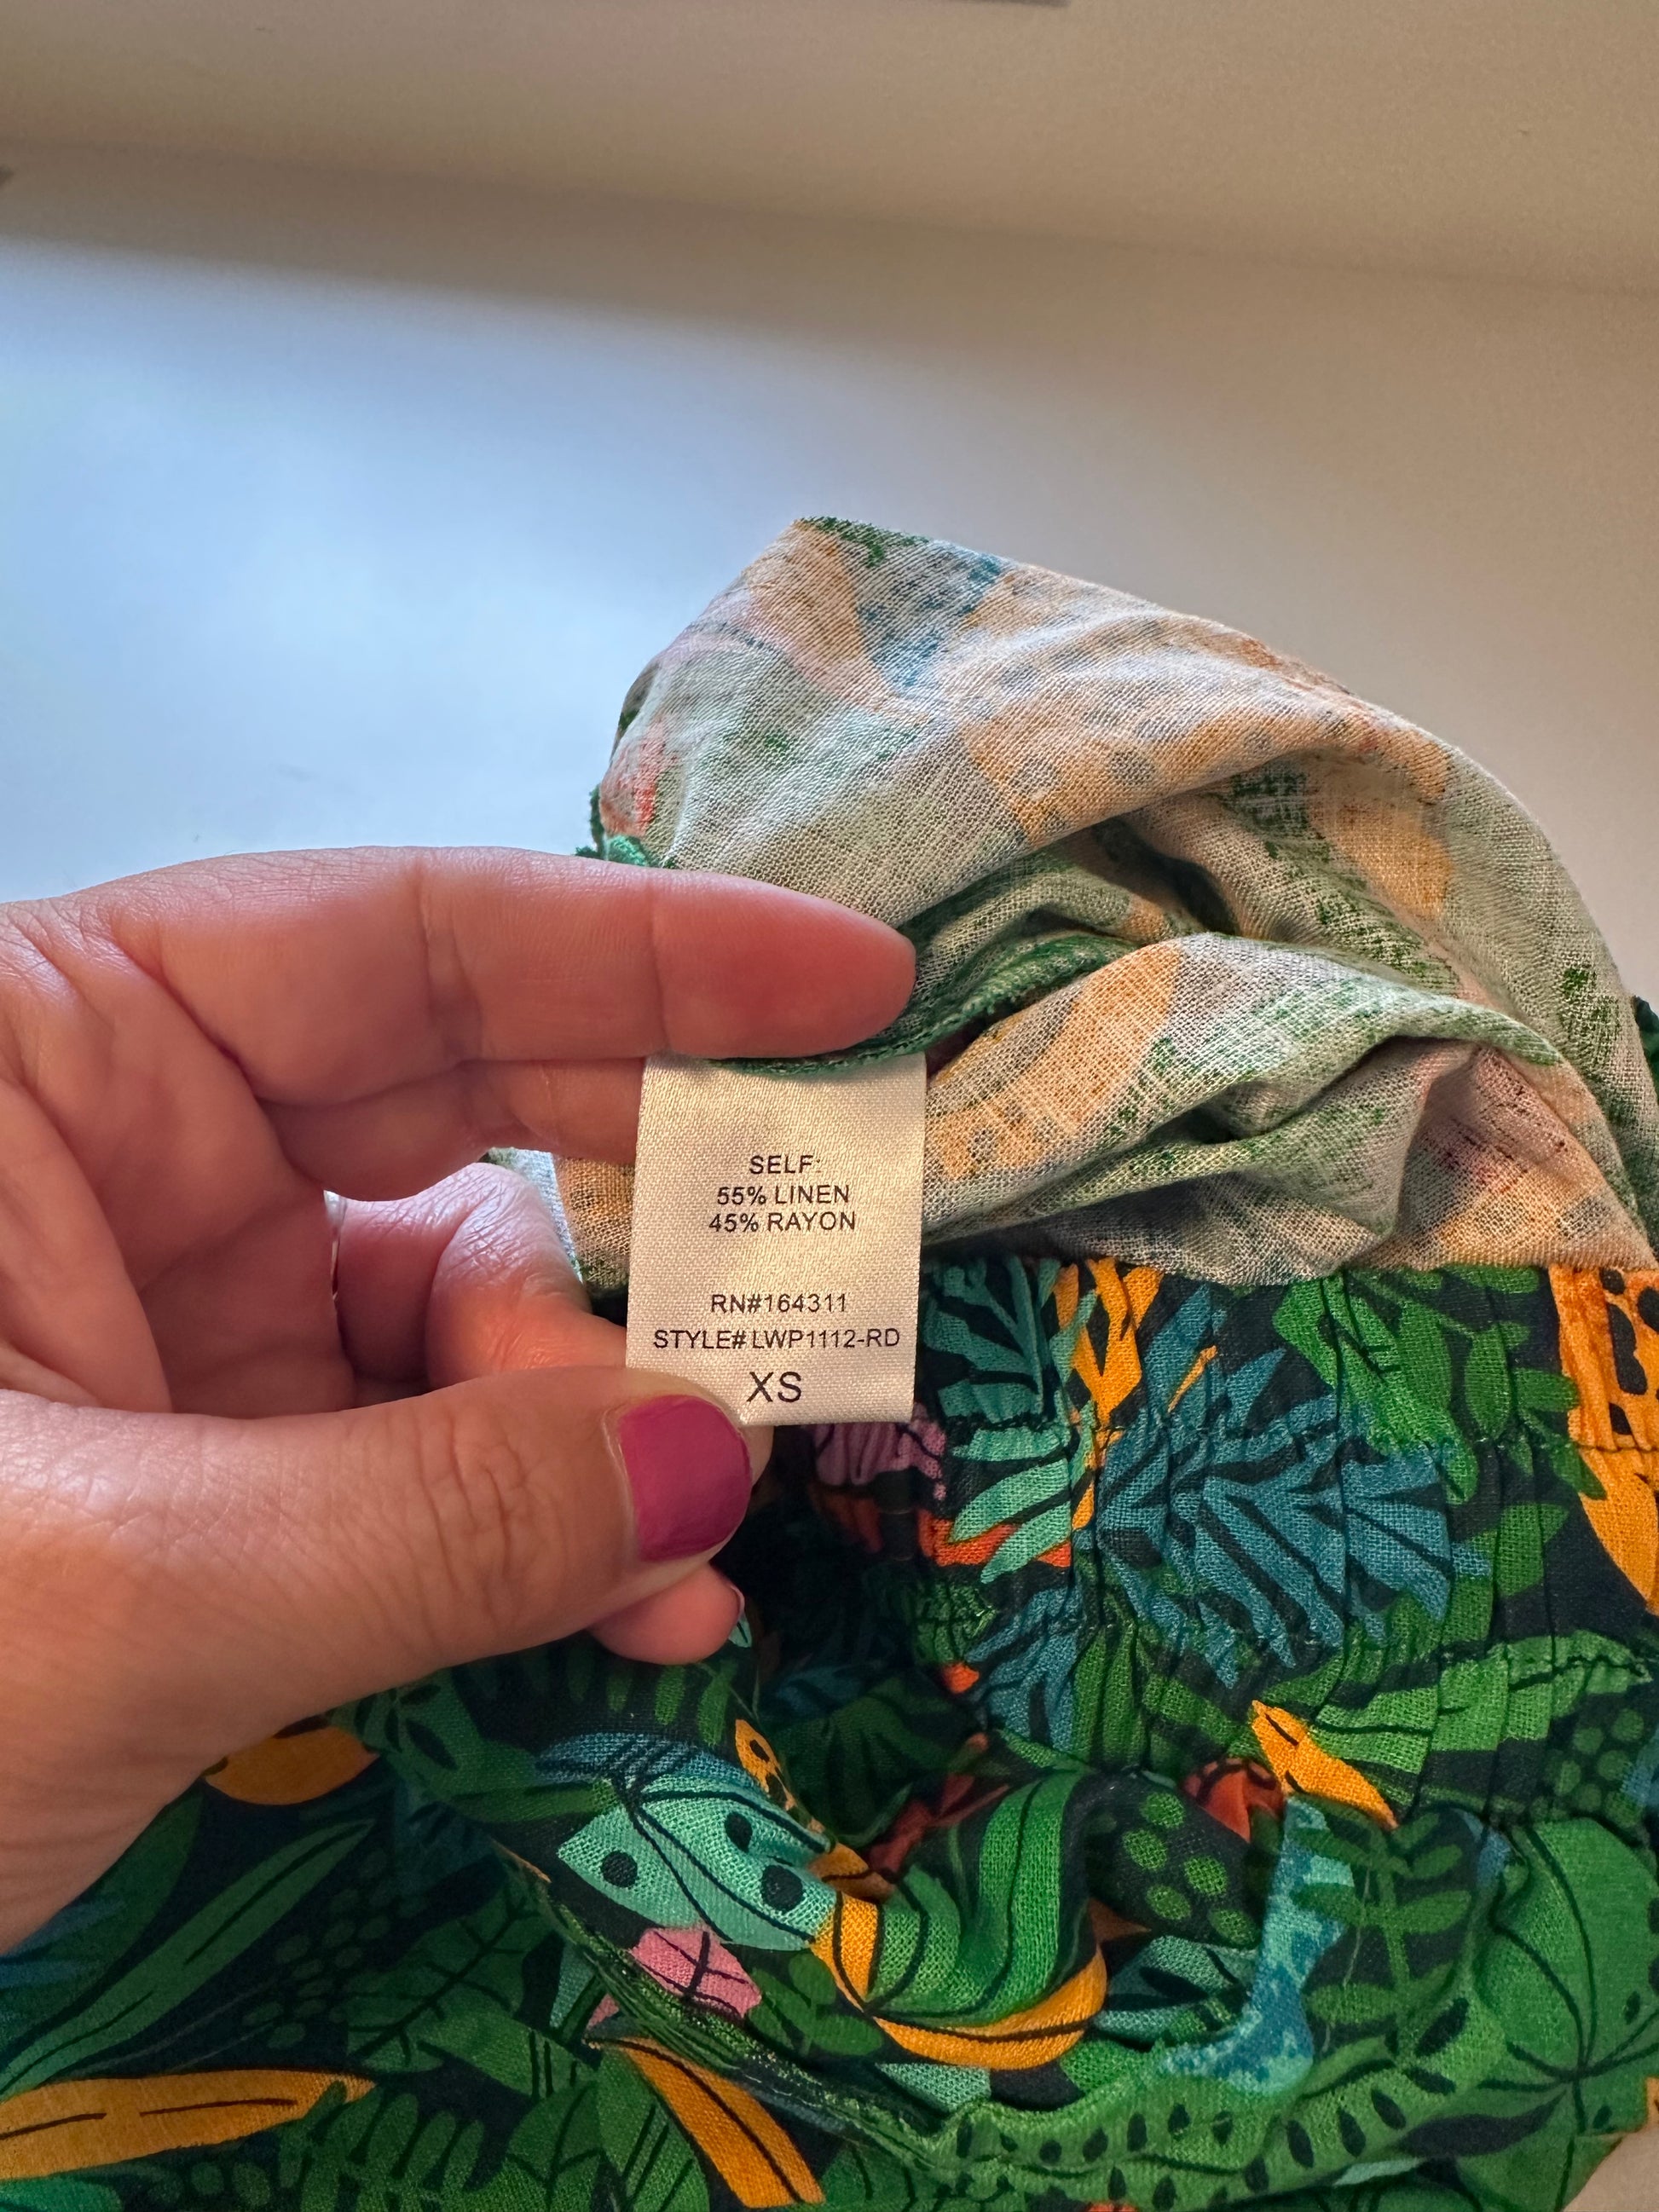 SELF:
55% LINEN
45% RAYON
RN#164311
STYLE# LWP1112-RD
XS